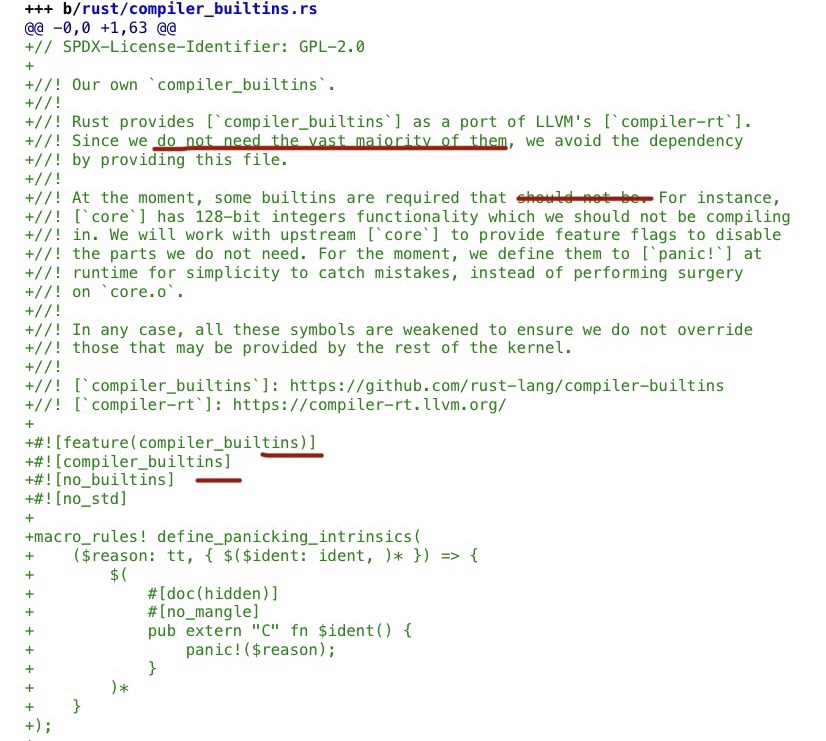 +++ b/rust/compiler_builtins.rs
@@ -0,0 +1,63 @@
+// SPDX-License-Identifier: GPL-2.0
+
+//! Our own `compiler_builtins`.
+//!
+//! Rust provides [`compiler_builtins`] as a port of LLVM's [`compiler-rt`].
+//! Since we do not need the vast majority of them, we avoid the dependency
+//! by providing this file.
+//!
+//! At the moment, some builtins are required that should not be. For instance,
+//! [`core`] has 128-bit integers functionality which we should not be compiling
+//! in. We will work with upstream [`core`] to provide feature flags to disable
+//! the parts we do not need. For the moment, we define them to [`panic!`] at
+//! runtime for simplicity to catch mistakes, instead of performing surgery
+//! on `core.o`.
+//!
+//! In any case, all these symbols are weakened to ensure we do not override
+//! those that may be provided by the rest of the kernel.
+//!
+//! [`compiler_builtins`]: https://github.com/rust-lang/compiler-builtins
+//! [`compiler-rt`]: https://compiler-rt.llvm.org/
+
+#![feature(compiler_builtins)]
+#![compiler_builtins]
+#![no_builtins]
+#![no_std]
+
+macro_rules! define_panicking_intrinsics(
+    ($reason: tt, { $($ident: ident, )* }) => {
+        $(
+            #[doc(hidden)]
+            #[no_mangle]
+            pub extern "C" fn $ident() {
+                panic!($reason);
+            }
+        )*
+    }
+);